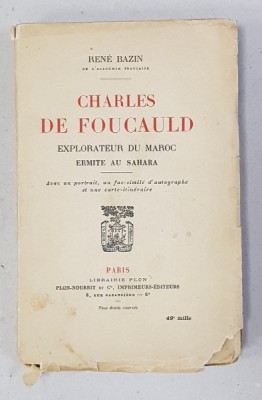 RENÉ BAZIN
DE L'ACADÉMIE FRANÇAISE
CHARLES
DE FOUCAULD
EXPLORATEUR DU MAROC
ERMITE AU SAHARA
Avec un portrait, un fac-similé d'autographe
et une carte-itinéraire
PARIS
LIBRAIRIE PLON
PLON-NOURRIT ET Cie, IMPRIMEURS-ÉDITEURS
8, RUE GARANCIÈRE — 6e
Tous droits réservés
49e mille